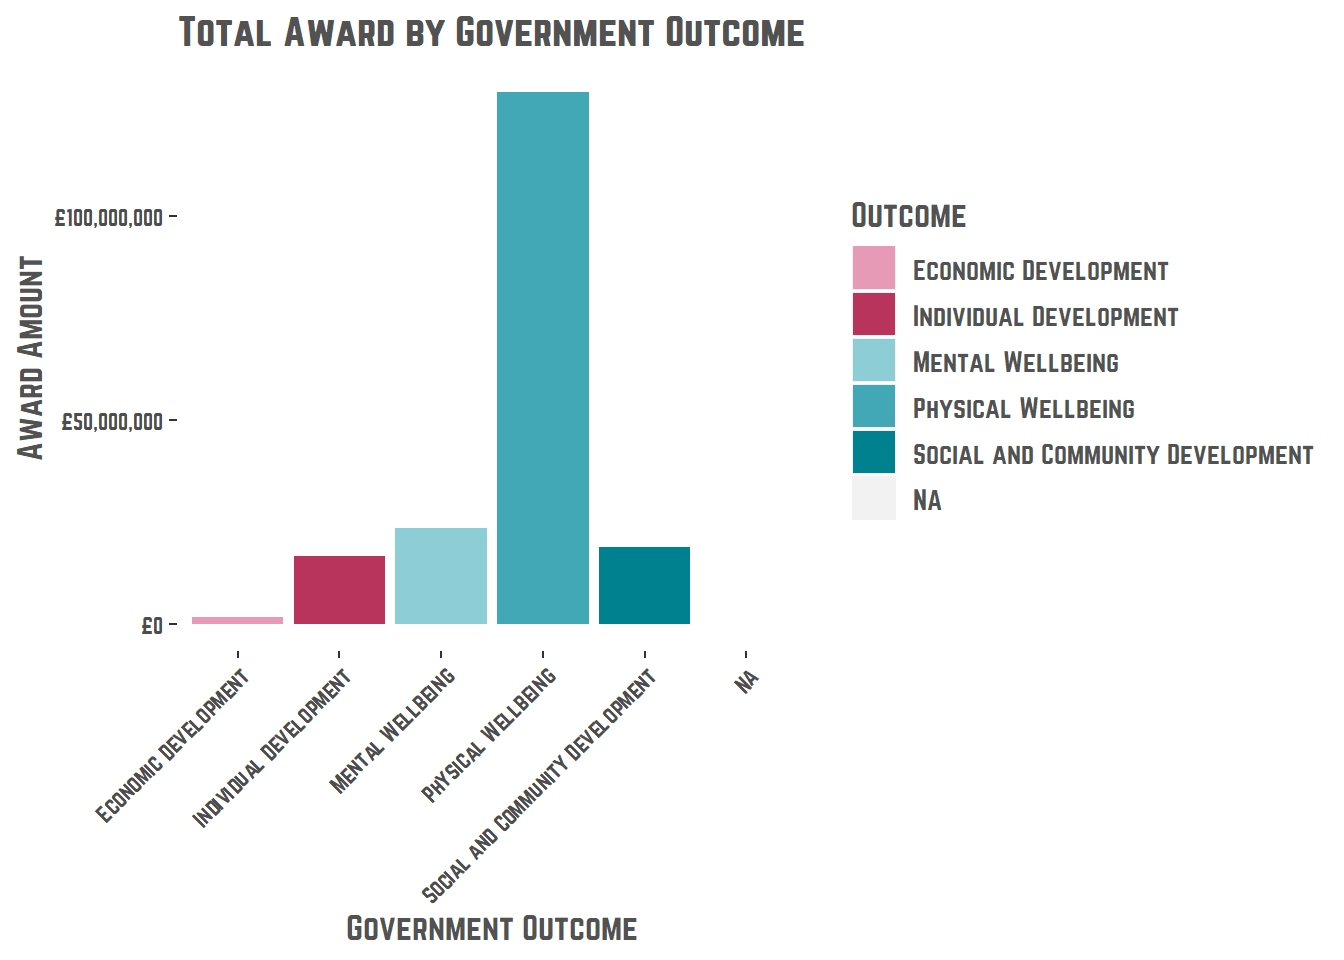 Total Award by Government Outcome
Award Amount
£100,000,000
£50,000,000
£0
Economic Development
Individual Development
Mental Wellbeing
Physical Wellbeing
Social and Community Development
NA
Government Outcome
Outcome
Economic Development
Individual Development
Mental Wellbeing
Physical Wellbeing
Social and Community Development
NA